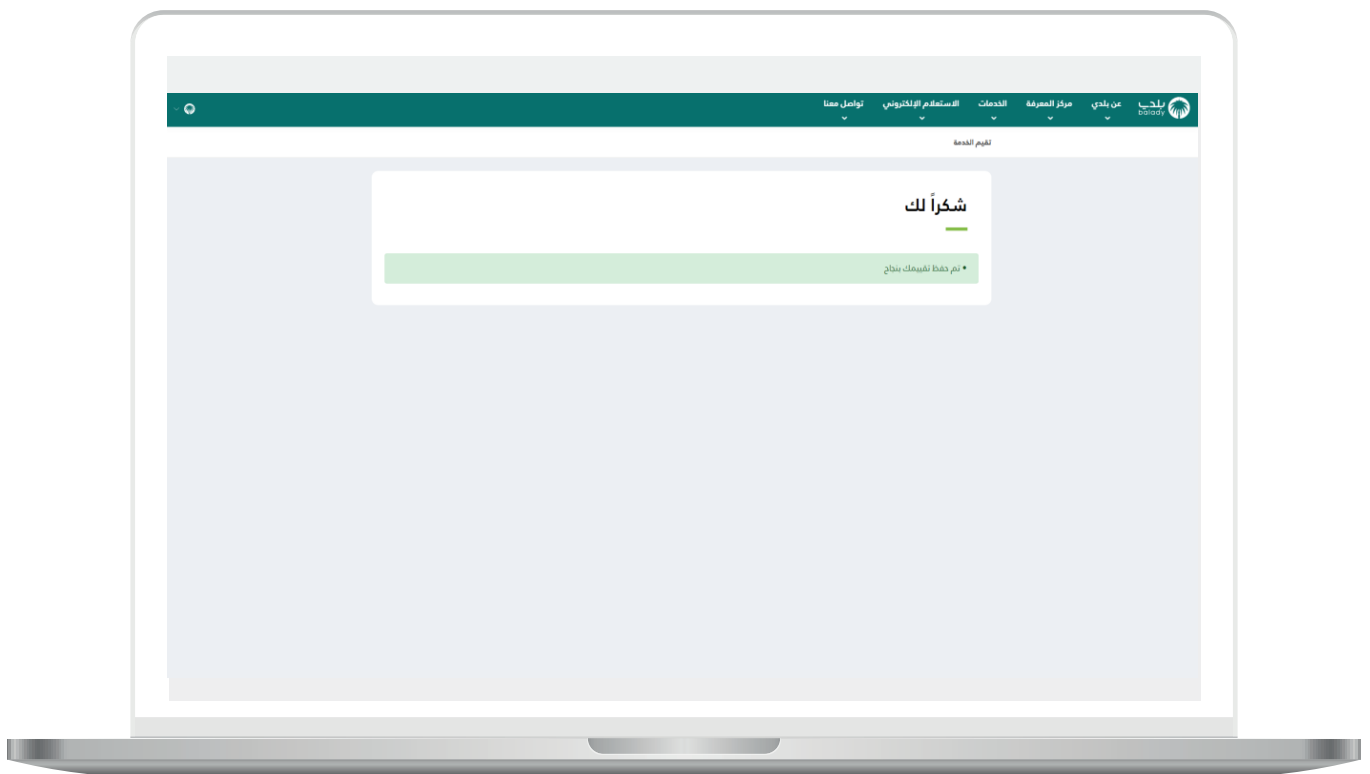 بلدي
balady
عن بلدي
مركز المعرفة
الخدمات
الاستعلام الإلكتروني
تواصل معنا
تقيم الخدمة
شكراً لك
• تم حفظ تقييمك بنجاح